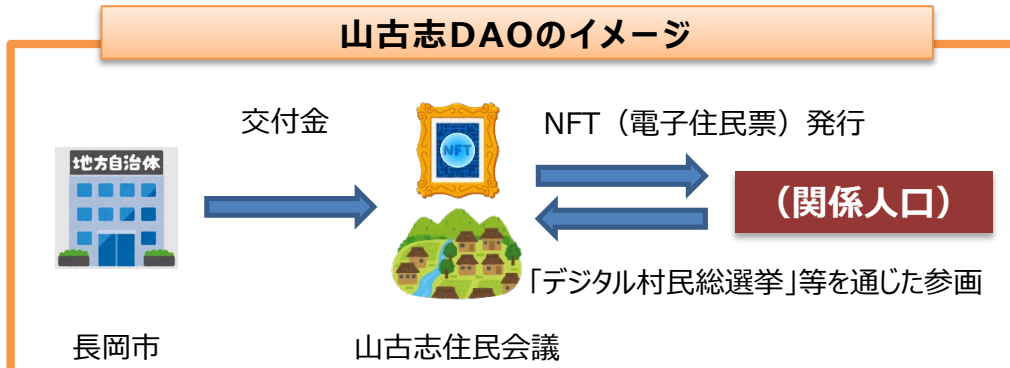 山古志DAOのイメージ
交付金
NFT（電子住民票）発行
地方自治体
NFT
（関係人口）
「デジタル村民総選挙」等を通じた参画
長岡市
山古志住民会議